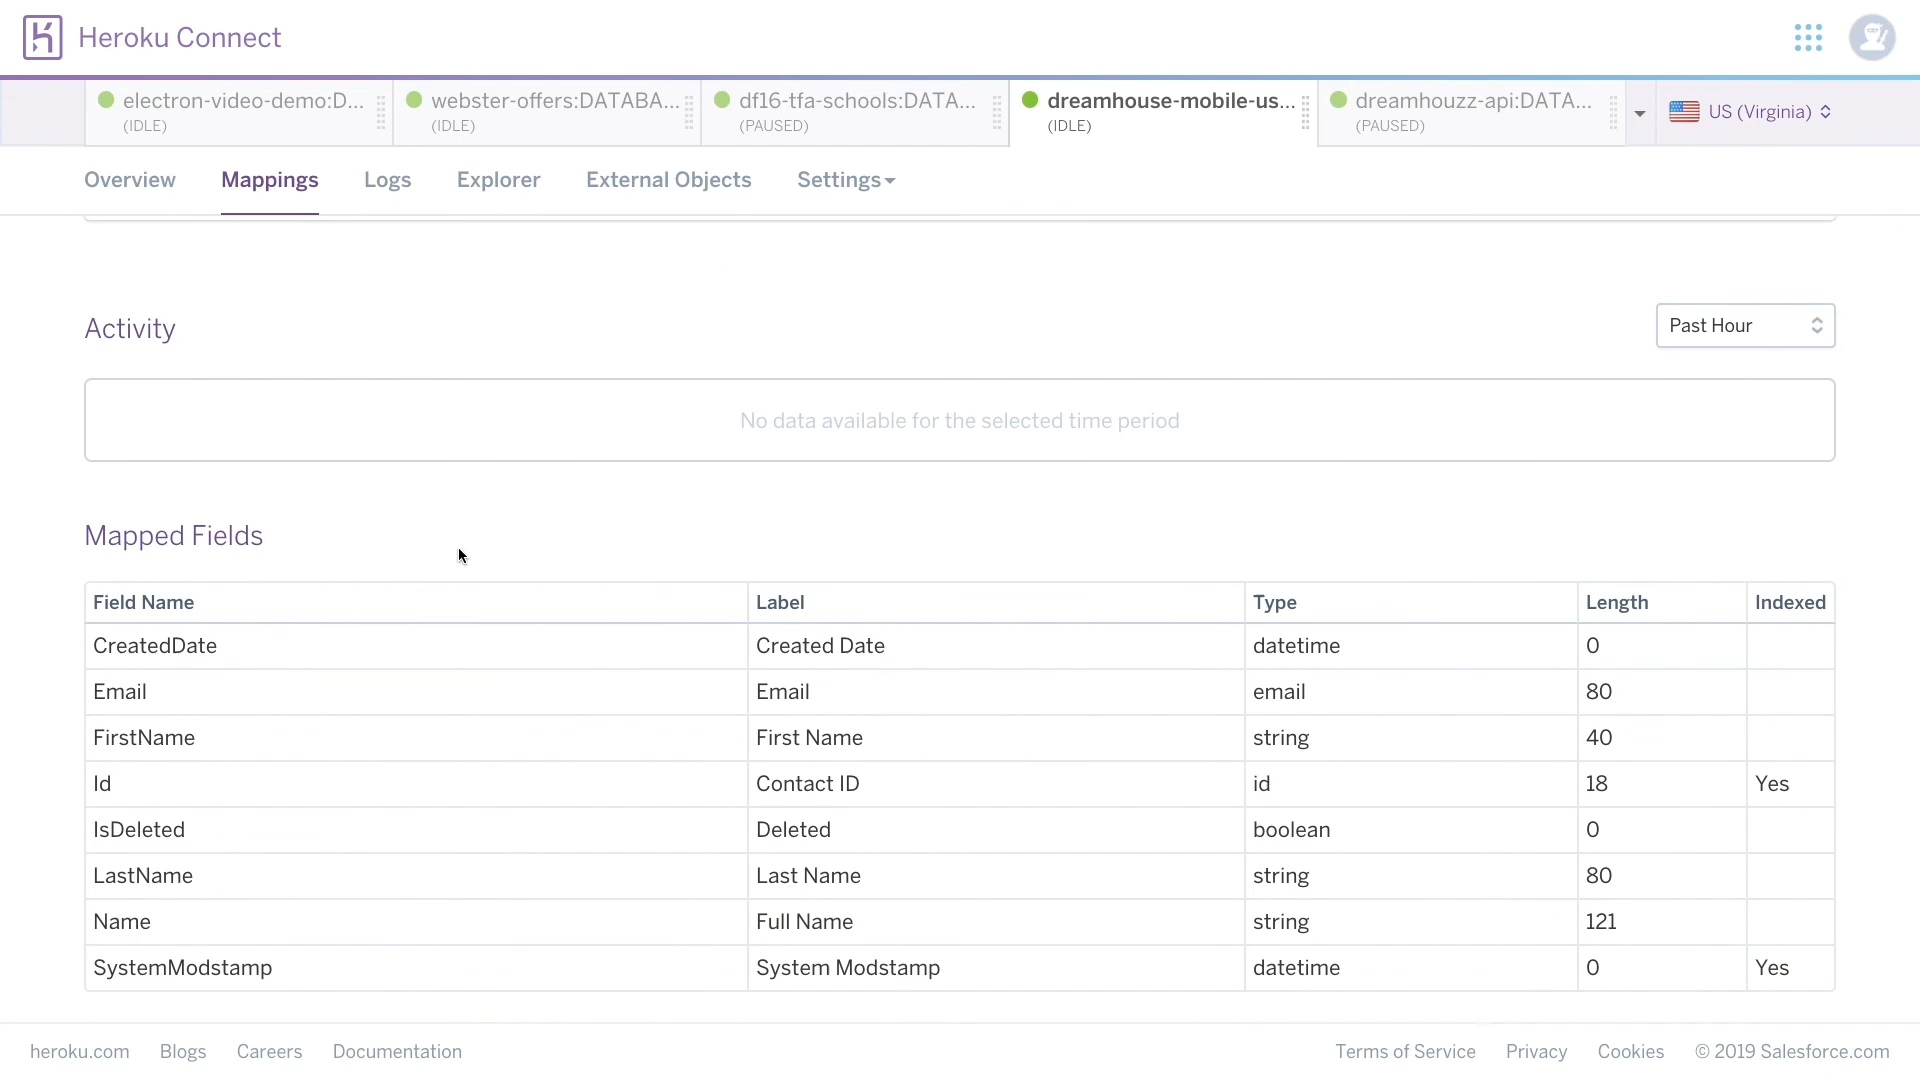 Heroku Connect
electron-video-demo:D...
(IDLE)
webster-offers:DATABA...
(IDLE)
df16-tfa-schools:DATA...
(PAUSED)
dreamhouse-mobile-us...
(IDLE)
dreamhouzz-api:DATA...
(PAUSED)
US (Virginia)
Overview Mappings Logs Explorer External Objects Settings
Activity
Past Hour
No data available for the selected time period
Mapped Fields
Field Name Label Type Length Indexed
CreatedDate Created Date datetime 0
Email Email email 80
FirstName First Name string 40
Id Contact ID id 18 Yes
IsDeleted Deleted boolean 0
LastName Last Name string 80
Name Full Name string 121
SystemModstamp System Modstamp datetime 0 Yes
heroku.com Blogs Careers Documentation Terms of Service Privacy Cookies © 2019 Salesforce.com